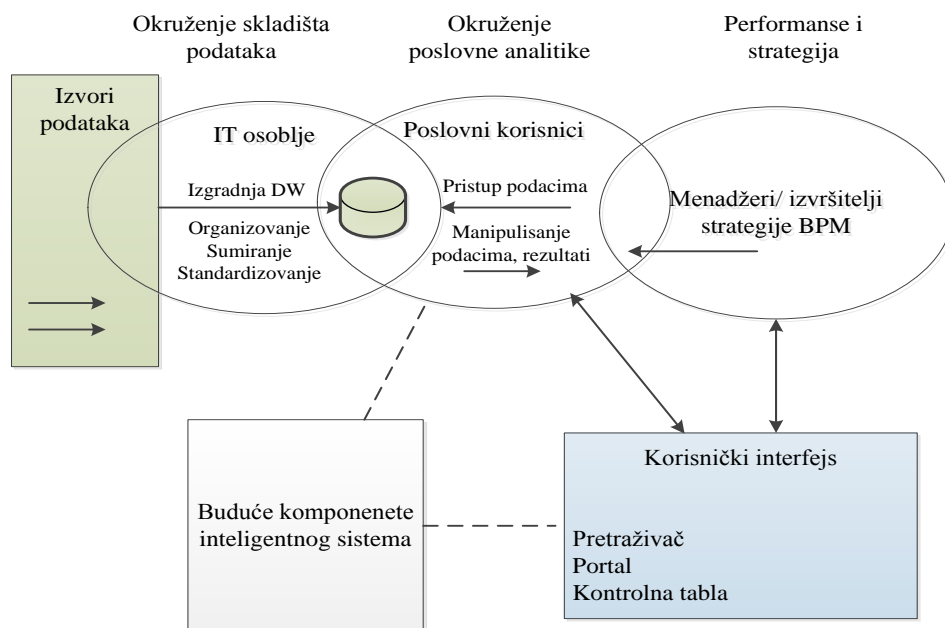 Okruženje skladišta
podataka
Okruženje
poslovne analitike
Performanse i
strategija
Izvori
podataka
IT osoblje
Izgradnja DW
Organizovanje
Sumiranje
Standardizovanje
Poslovni korisnici
Pristup podacima
Manipulisanje
podacima, rezultati
Menadžeri/ izvršitelji
strategije BPM
Buduće komponenete
inteligentnog sistema
Korisnički interfejs
Pretraživač
Portal
Kontrolna tabla